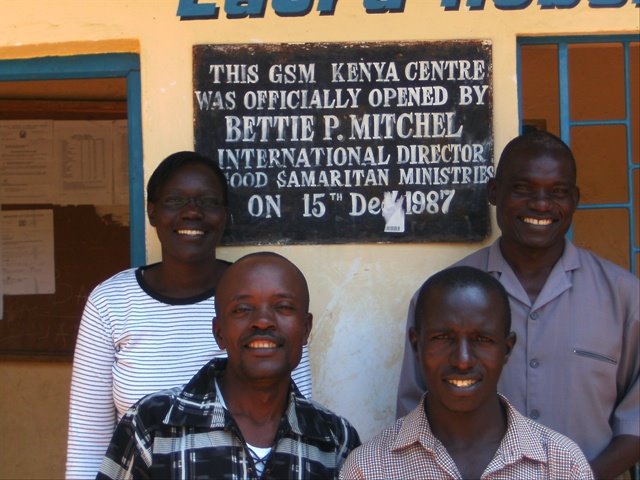 THIS GSM KENYA CENTRE
WAS OFFICIALLY OPENED BY
BETTIE P. MITCHEL
INTERNATIONAL DIRECTOR
GOOD SAMARITAN MINISTRIES
ON 15TH Dec 1987